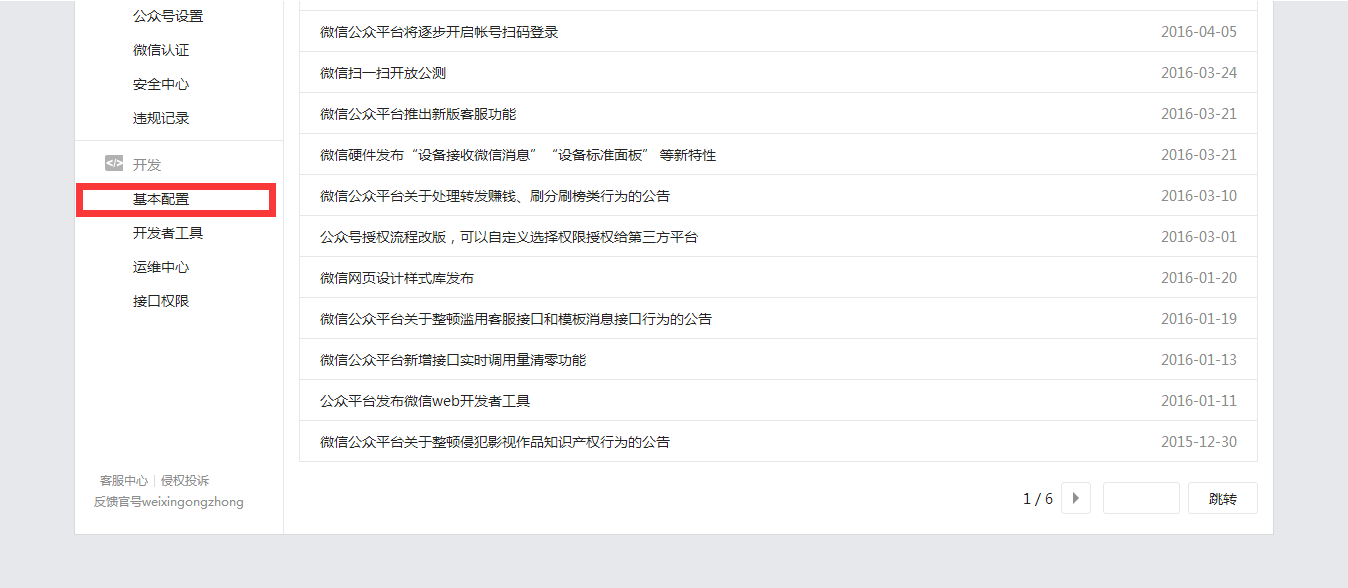 公众号设置
微信认证
安全中心
违规记录
开发
基本配置
开发者工具
运维中心
接口权限
客服中心 | 侵权投诉
反馈官号weixingongzhong
微信公众平台将逐步开启帐号扫码登录 2016-04-05
微信扫一扫开放公测 2016-03-24
微信公众平台推出新版客服功能 2016-03-21
微信硬件发布“设备接收微信消息”“设备标准面板” 等新特性 2016-03-21
微信公众平台关于处理转发赚钱、刷分刷榜类行为的公告 2016-03-10
公众号授权流程改版，可以自定义选择权限授权给第三方平台 2016-03-01
微信网页设计样式库发布 2016-01-20
微信公众平台关于整顿滥用客服接口和模板消息接口行为的公告 2016-01-19
微信公众平台新增接口实时调用量清零功能 2016-01-13
公众平台发布微信web开发者工具 2016-01-11
微信公众平台关于整顿侵犯影视作品知识产权行为的公告 2015-12-30
1 / 6 跳转